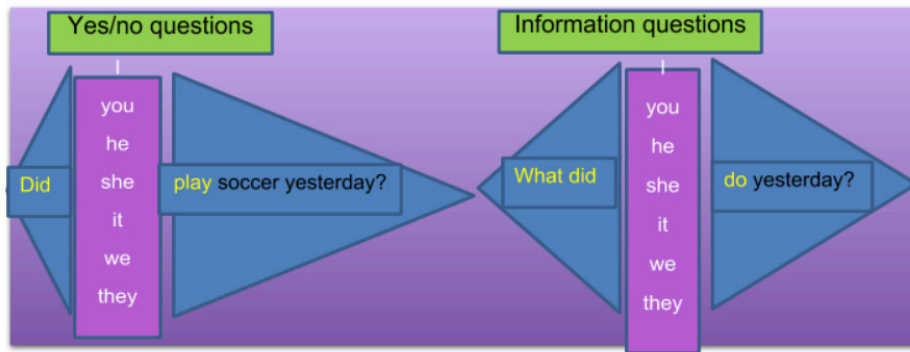 Yes/no questions
I
you
he
Did she play soccer yesterday?
it
we
they
Information questions
I
you
he
What did she do yesterday?
it
we
they